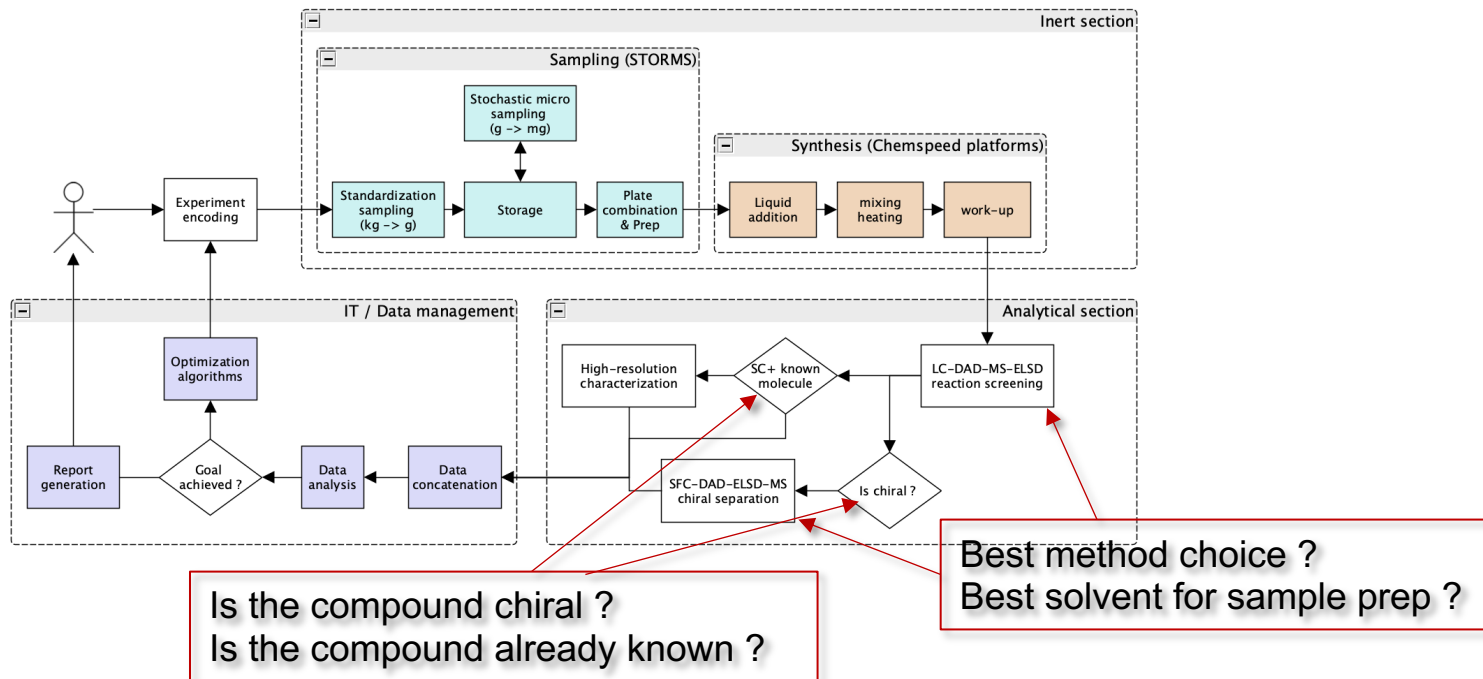 Inert section
Sampling (STORMS)
Stochastic micro
sampling
(g -> mg)
Synthesis (Chemspeed platforms)
Experiment
encoding
Standardization
sampling
(kg -> g)
Storage
Plate
combination
& Prep
Liquid
addition
mixing
heating
work-up
IT / Data management
Optimization
algorithms
Report
generation
Goal
achieved ?
Data
analysis
Data
concatenation
Analytical section
High-resolution
characterization
SC+ known
molecule
LC-DAD-MS-ELSD
reaction screening
SFC-DAD-ELSD-MS
chiral separation
Is chiral ?
Best method choice ?
Best solvent for sample prep ?
Is the compound chiral ?
Is the compound already known ?